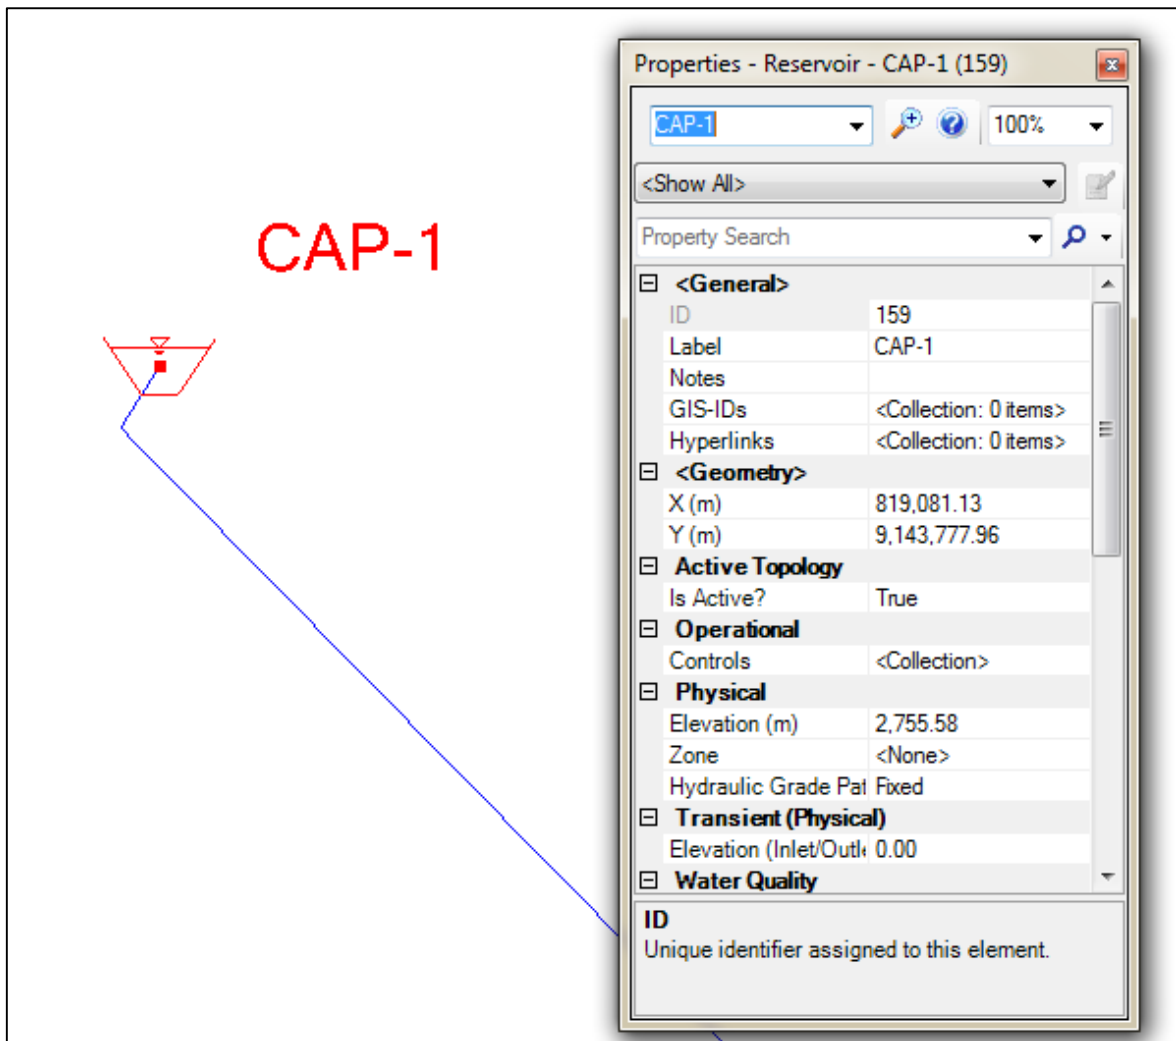 Properties - Reservoir - CAP-1 (159)
CAP-1 100%
<Show All>
Property Search
CAP-1
<General>
ID 159
Label CAP-1
Notes
GIS-IDs <Collection: 0 items>
Hyperlinks <Collection: 0 items>
<Geometry>
X (m) 819,081.13
Y (m) 9,143,777.96
Active Topology
Is Active? True
Operational
Controls <Collection>
Physical
Elevation (m) 2,755.58
Zone <None>
Hydraulic Grade Pat Fixed
Transient (Physical)
Elevation (Inlet/Outle 0.00
Water Quality
ID
Unique identifier assigned to this element.